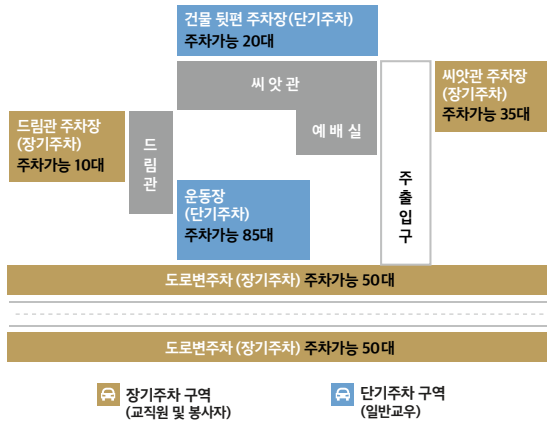 건물 뒷편 주차장(단기주차)
주차가능 20대
씨앗관
예배실
씨앗관 주차장
(장기주차)
주차가능 35대
드림관 주차장
(장기주차)
주차가능 10대
드림관
운동장
(단기주차)
주차가능 85대
주출입구
도로변주차 (장기주차) 주차가능 50대
도로변주차 (장기주차) 주차가능 50대
장기주차 구역
(교직원 및 봉사자)
단기주차 구역
(일반교우)